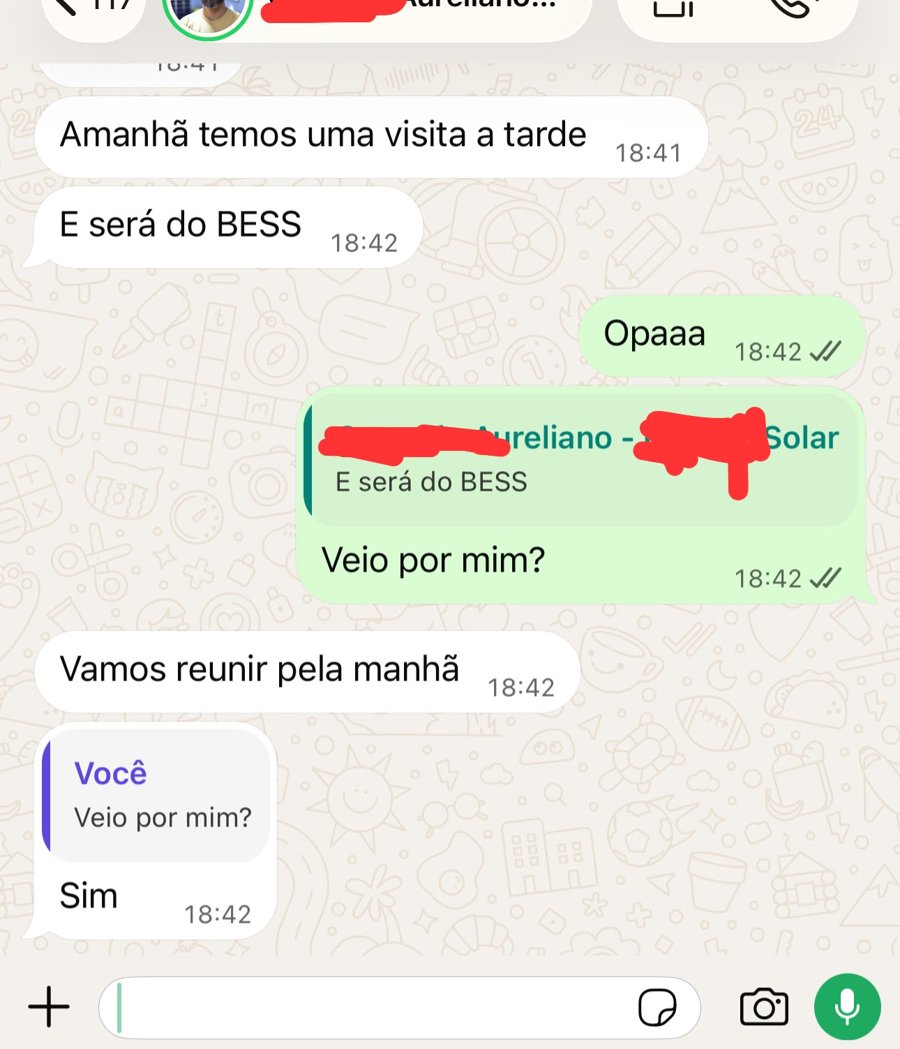 Aureliano...
Amanhã temos uma visita a tarde
18:41
E será do BESS
18:42
Opaaa
18:42
ureliano - Solar
E será do BESS
Veio por mim?
18:42
Vamos reunir pela manhã
18:42
Você
Veio por mim?
Sim
18:42